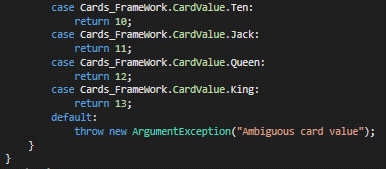 case Cards_FrameWork.CardValue.Ten:
return 10;
case Cards_FrameWork.CardValue.Jack:
return 11;
case Cards_FrameWork.CardValue.Queen:
return 12;
case Cards_FrameWork.CardValue.King:
return 13;
default:
throw new ArgumentException("Ambiguous card value");
}
}